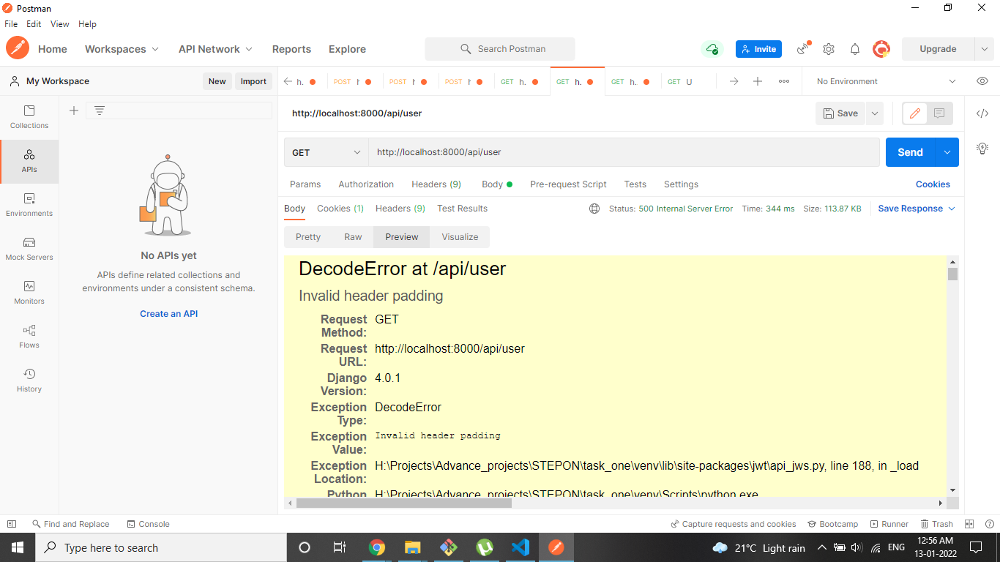 Postman
File Edit View Help
Home Workspaces API Network Reports Explore Search Postman Invite Upgrade
My Workspace New Import h. POST POST POST GET h. GET h. GET h. GET U No Environment
http://localhost:8000/api/user Save
Collections
APIs
Environments
Mock Servers
Monitors
Flows
History
No APIs yet
APIs define related collections and
environments under a consistent schema.
Create an API
GET http://localhost:8000/api/user Send
Params Authorization Headers (9) Body Pre-request Script Tests Settings Cookies
Body Cookies (1) Headers (9) Test Results Status: 500 Internal Server Error Time: 344 ms Size: 113.87 KB Save Response
Pretty Raw Preview Visualize
DecodeError at /api/user
Invalid header padding
Request Method: GET
Request URL: http://localhost:8000/api/user
Django Version: 4.0.1
Exception Type: DecodeError
Exception Value: Invalid header padding
Exception Location: H:\Projects\Advance_projects\STEPON\task_one\venv\lib\site-packages\jwt\api_jws.py, line 188, in _load
Python H:\Projects\Advance_projects\STEPON\task_one\venv\Scripts\python.exe
Find and Replace Console Capture requests and cookies Bootcamp Runner Trash
Type here to search 21°C Light rain ENG 12:56 AM
13-01-2022